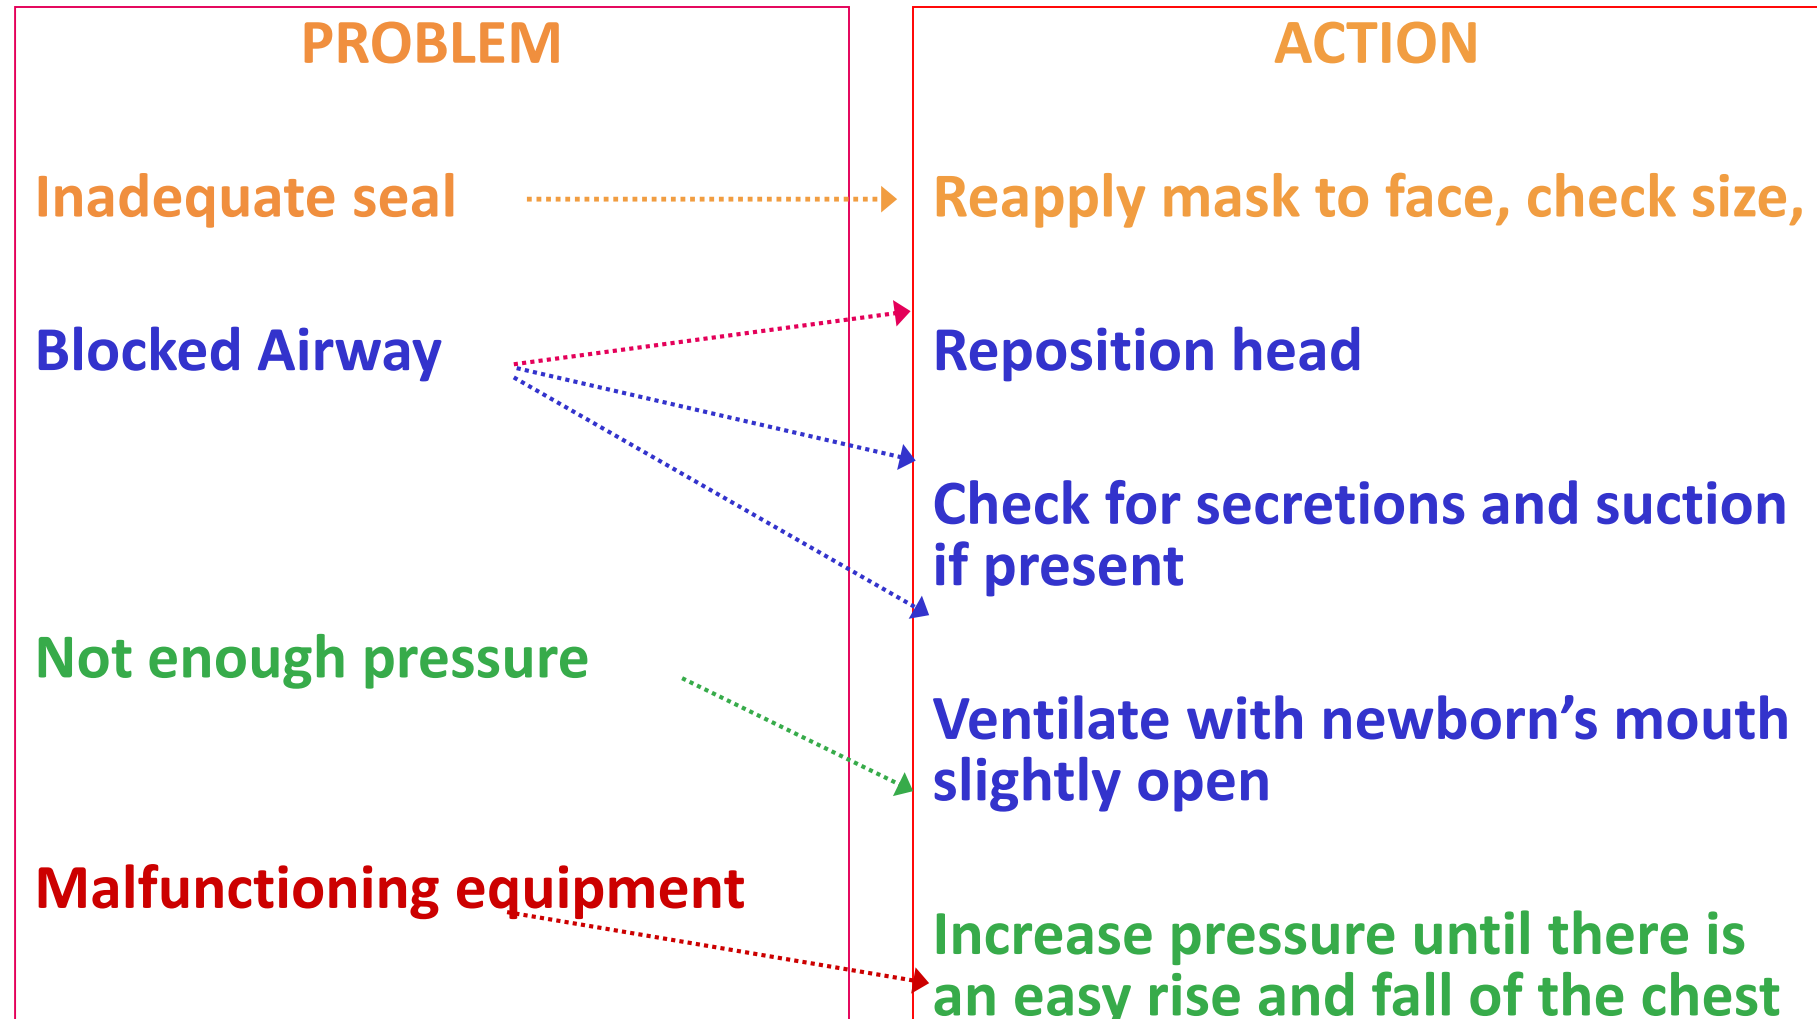 PROBLEM
Inadequate seal
Blocked Airway
Not enough pressure
Malfunctioning equipment
ACTION
Reapply mask to face, check size,
Reposition head
Check for secretions and suction
if present
Ventilate with newborn’s mouth
slightly open
Increase pressure until there is
an easy rise and fall of the chest